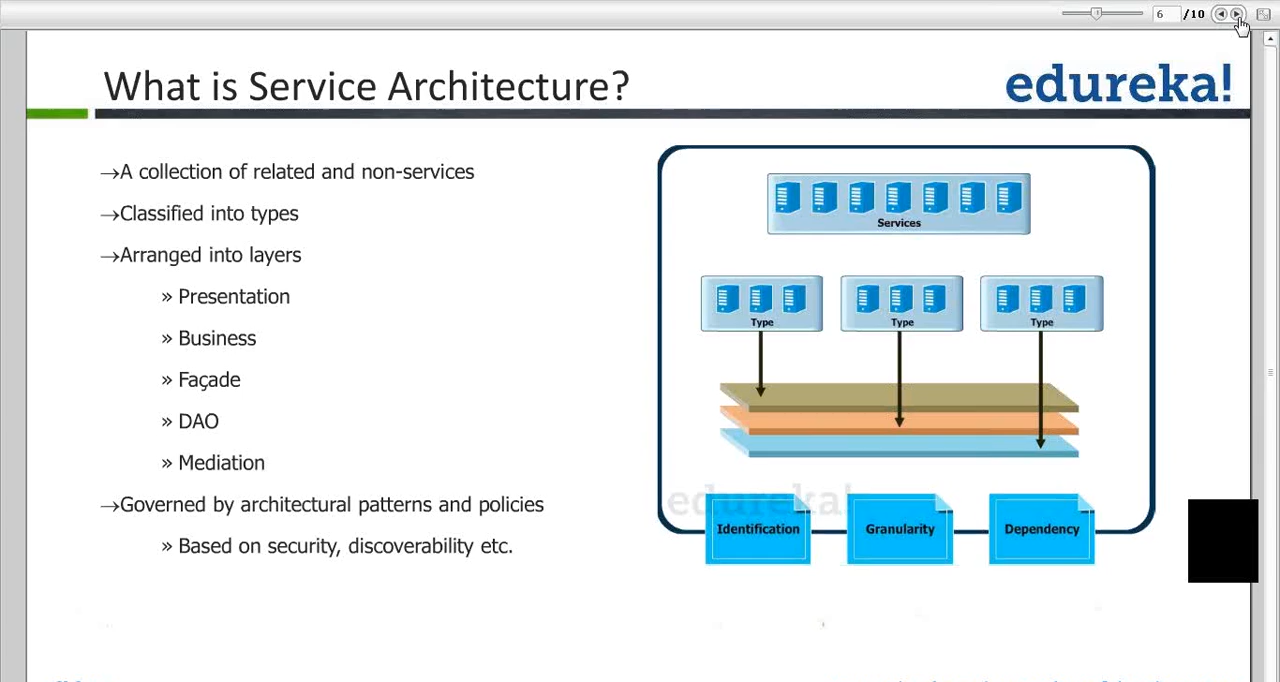 6 /10
What is Service Architecture?
edureka!
→A collection of related and non-services
→Classified into types
→Arranged into layers
» Presentation
» Business
» Façade
» DAO
» Mediation
→Governed by architectural patterns and policies
» Based on security, discoverability etc.
Services
Type Type Type
edureka!
Identification Granularity Dependency